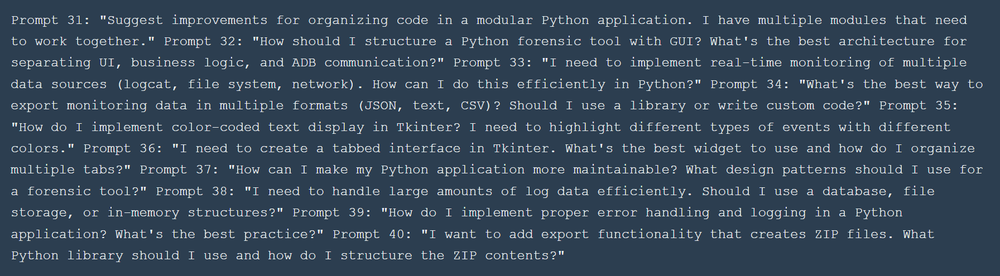 Prompt 31: "Suggest improvements for organizing code in a modular Python application. I have multiple modules that need
to work together." Prompt 32: "How should I structure a Python forensic tool with GUI? What's the best architecture for
separating UI, business logic, and ADB communication?" Prompt 33: "I need to implement real-time monitoring of multiple
data sources (logcat, file system, network). How can I do this efficiently in Python?" Prompt 34: "What's the best way to
export monitoring data in multiple formats (JSON, text, CSV)? Should I use a library or write custom code?" Prompt 35:
"How do I implement color-coded text display in Tkinter? I need to highlight different types of events with different
colors." Prompt 36: "I need to create a tabbed interface in Tkinter. What's the best widget to use and how do I organize
multiple tabs?" Prompt 37: "How can I make my Python application more maintainable? What design patterns should I use for
a forensic tool?" Prompt 38: "I need to handle large amounts of log data efficiently. Should I use a database, file
storage, or in-memory structures?" Prompt 39: "How do I implement proper error handling and logging in a Python
application? What's the best practice?" Prompt 40: "I want to add export functionality that creates ZIP files. What
Python library should I use and how do I structure the ZIP contents?"